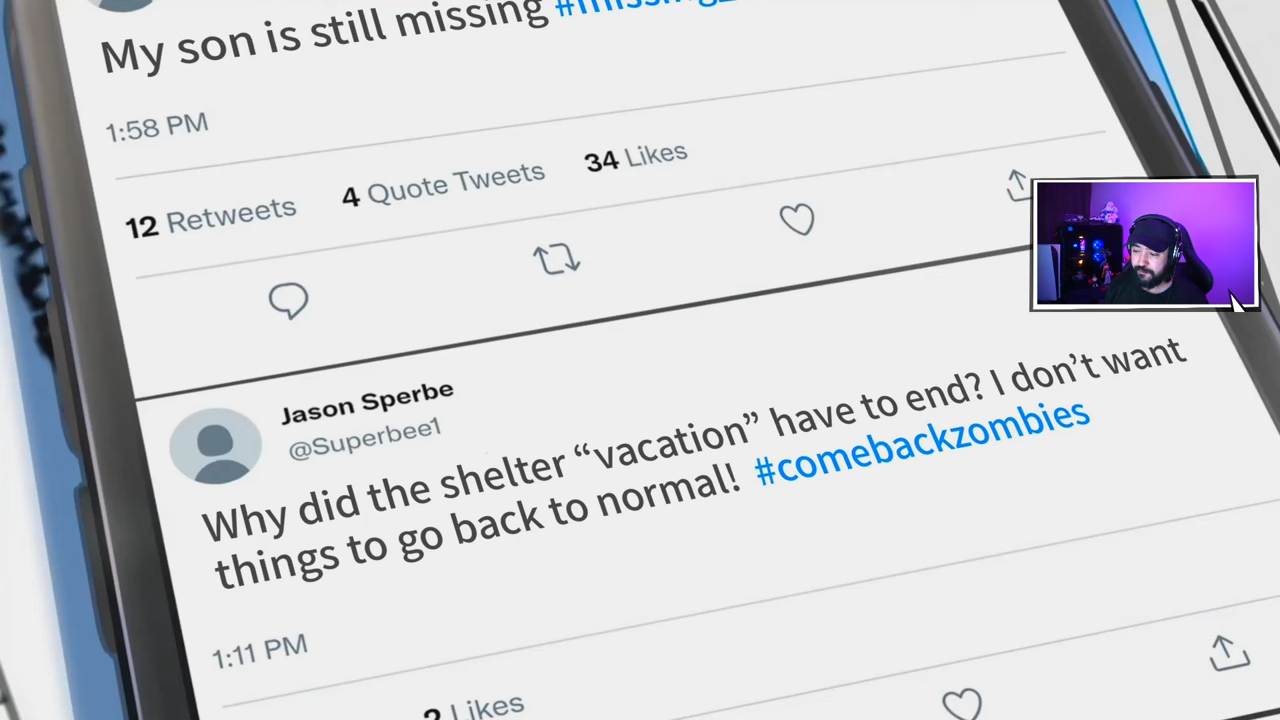 My son is still missing
1:58 PM
12 Retweets 4 Quote Tweets 34 Likes
Jason Sperbe
@Superbee1
Why did the shelter “vacation” have to end? I don’t want
things to go back to normal! #comebackzombies
1:11 PM
2 Likes